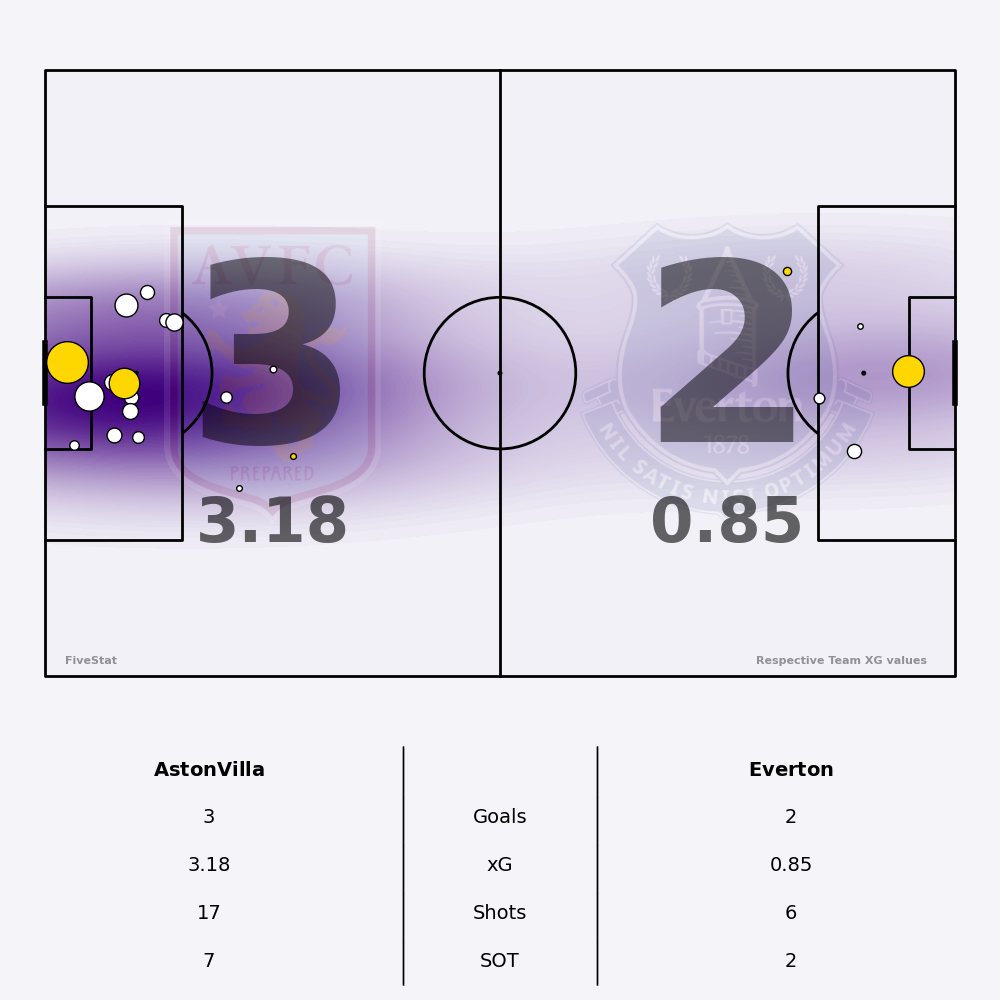 AVFC
3
2
Everton
1878
PREPARED
NIL SATIS NISI OPTIMUM
3.18
0.85
FiveStat
Respective Team XG values
AstonVilla
Everton
3
Goals
2
3.18
xG
0.85
17
Shots
6
7
SOT
2